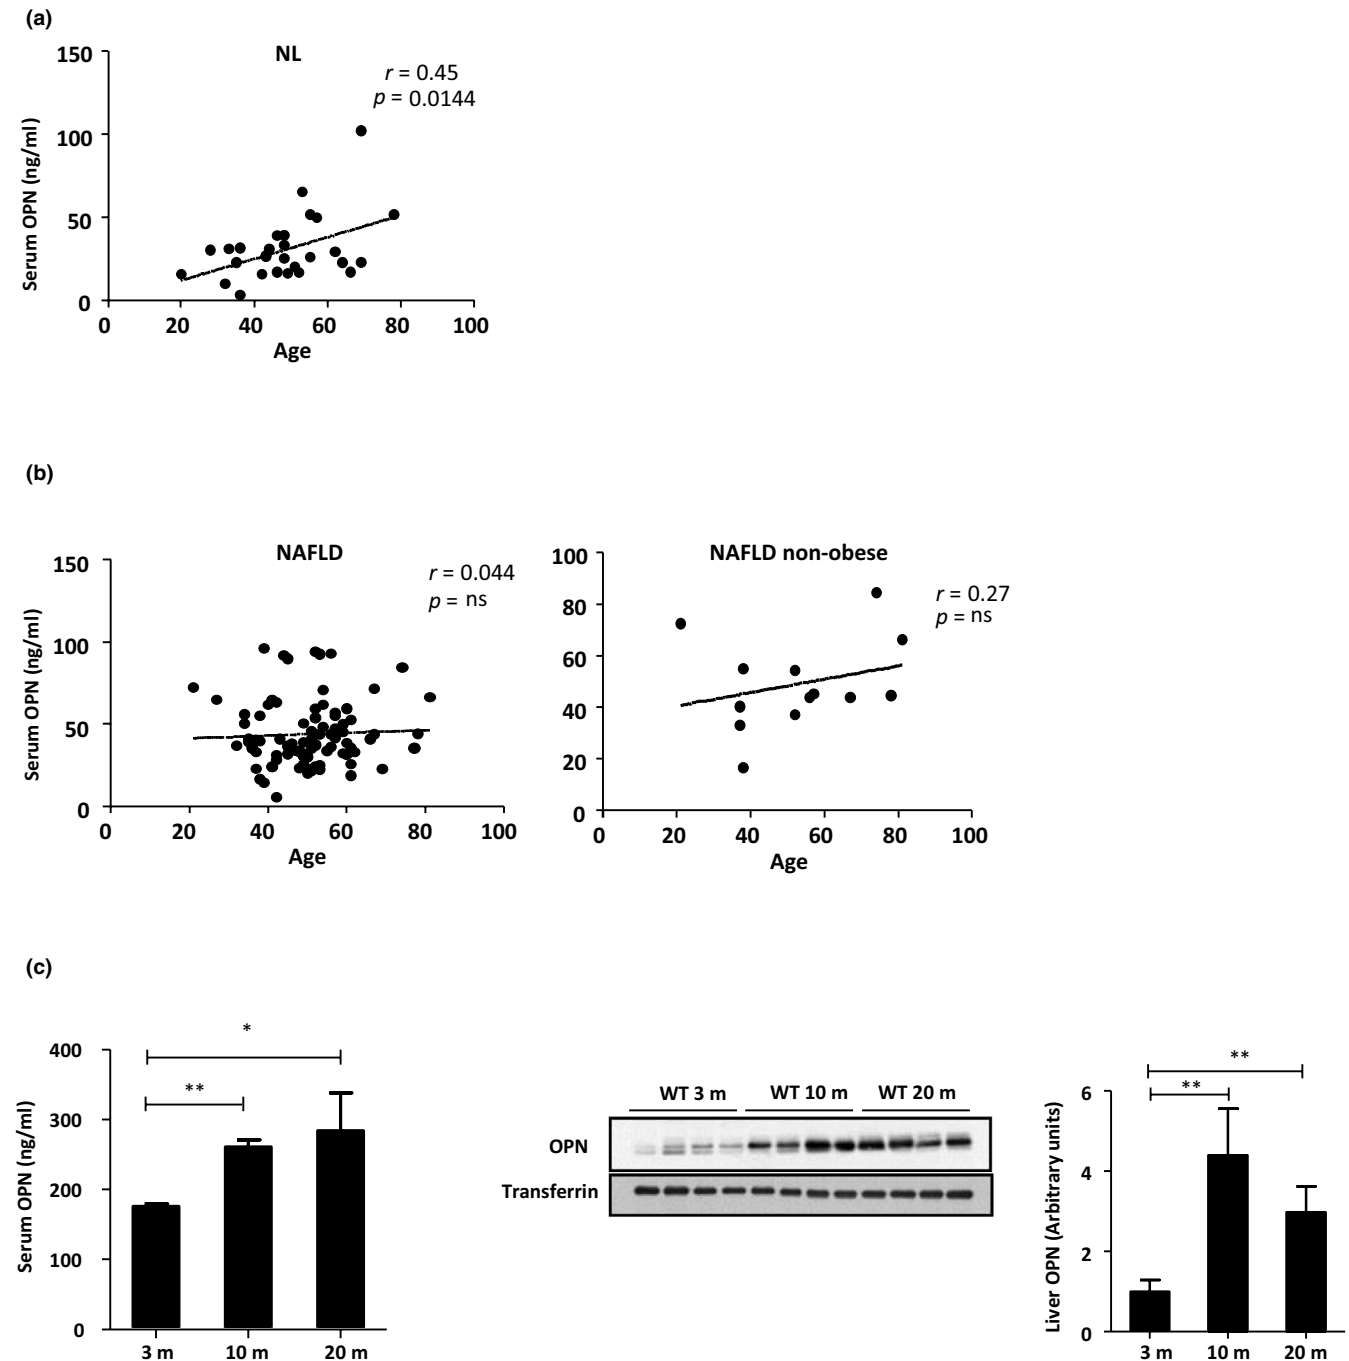 (a)
NL
r = 0.45
p = 0.0144
Serum OPN (ng/ml)
150
100
50
0
0 20 40 60 80 100
Age
(b)
NAFLD
r = 0.044
p = ns
Serum OPN (ng/ml)
150
100
50
0
0 20 40 60 80 100
Age
NAFLD non-obese
r = 0.27
p = ns
100
80
60
40
20
0
0 20 40 60 80 100
Age
(c)
*
**
Serum OPN (ng/ml)
400
300
200
100
0
3 m 10 m 20 m
WT 3 m WT 10 m WT 20 m
OPN
Transferrin
**
**
Liver OPN (Arbitrary units)
6
4
2
0
3 m 10 m 20 m